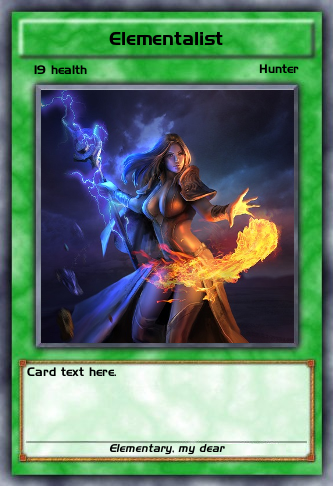 Elementalist
19 health
Hunter
Card text here.
Elementary, my dear